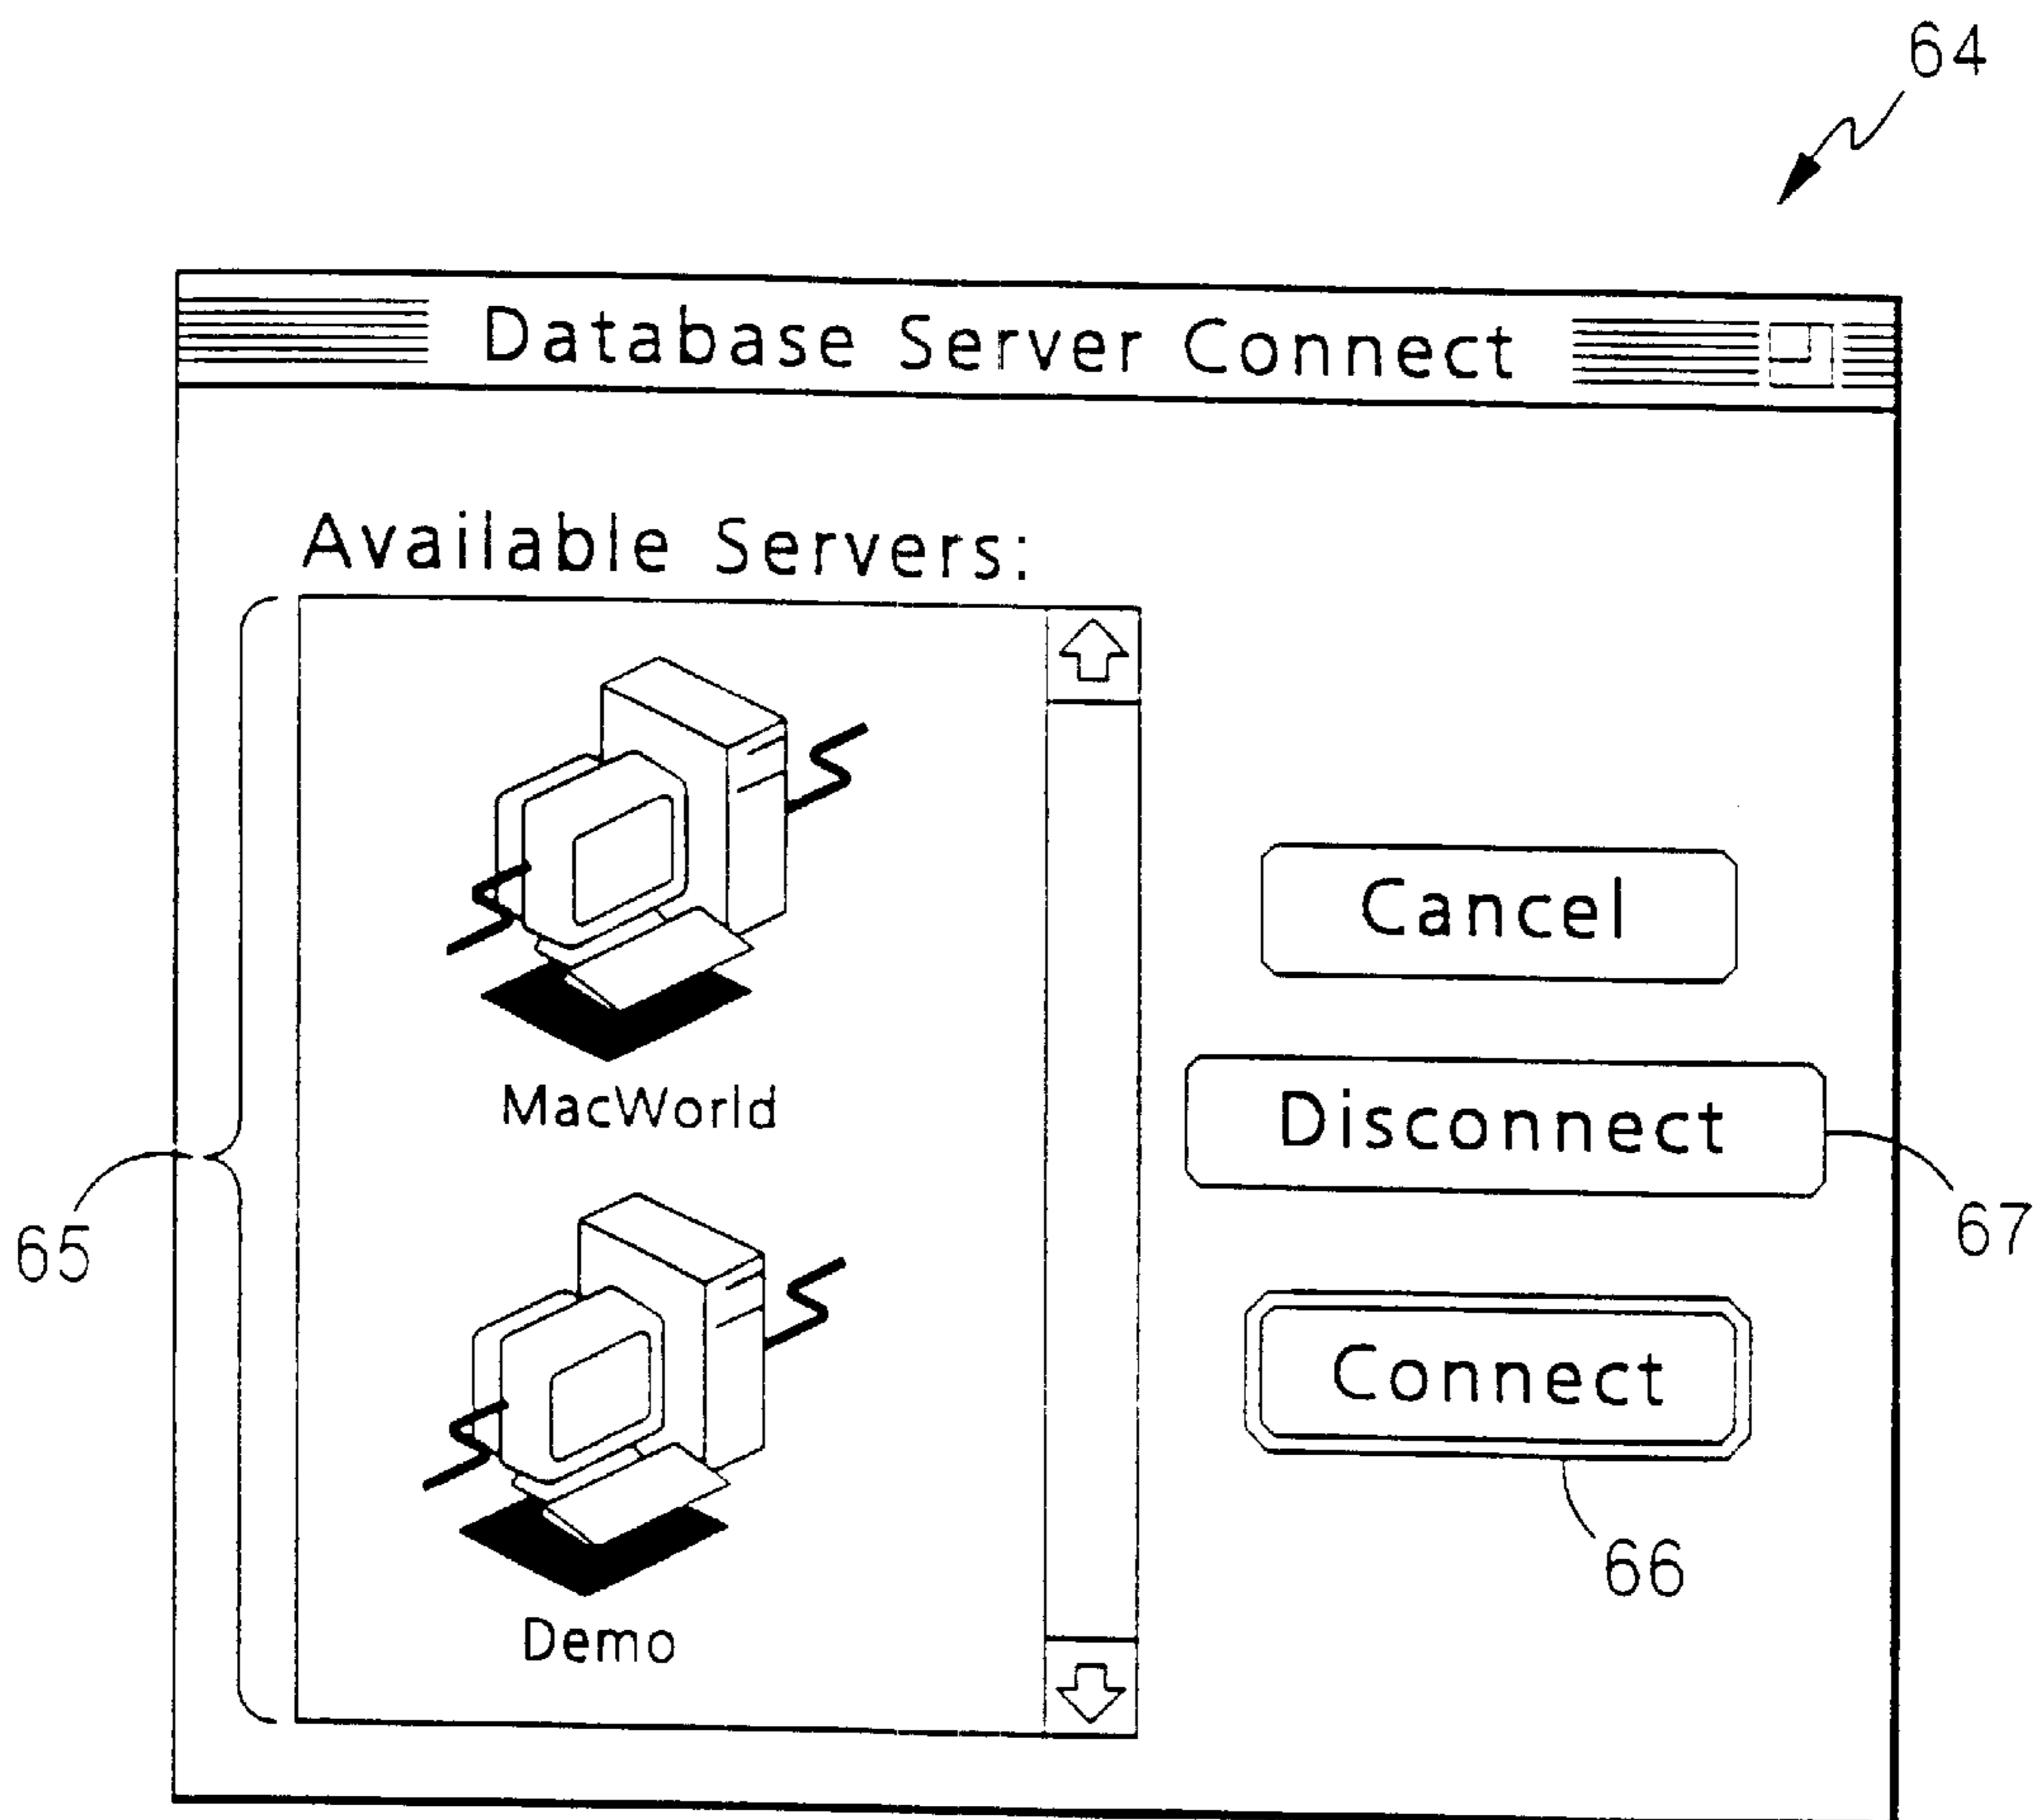 64
Database Server Connect
Available Servers:
MacWorld
Demo
Cancel
Disconnect
Connect
65
67
66